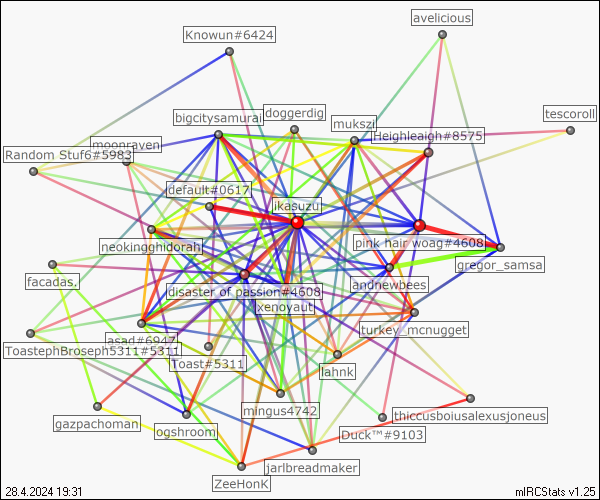 avelicious
Knowun#6424
doggerdig
tescoroll
bigcitysamurai
mukszi
Heighleaigh#8575
moonraven
Random Stuf6#5983
default#0617
jikasuzu
neokingghidorah
pink hair woag#4608
gregor_samsa
facadas.
disaster of passion#4608
andnewbees
xenoyaut
turkey_mcnugget
asad#6947
ToastephBroseph5311#5311
Toast#5311
lahnk
mingus4742
thiccusboiusalexusjoneus
gazpachoman
ogshroom
Duck™#9103
jarlbreadmaker
ZeeHonK
28.4.2024 19:31
mIRCStats v1.25